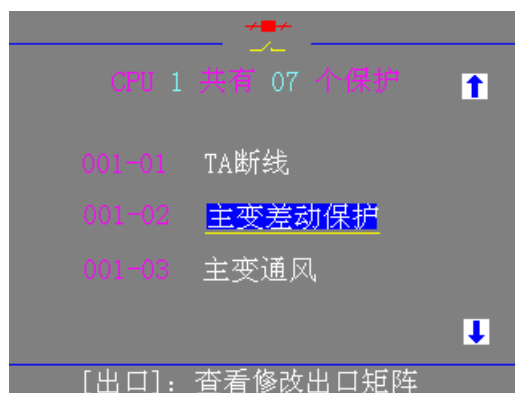 CPU 1 共有 07 个保护
001-01 TA断线
001-02 主变差动保护
001-03 主变通风
[出口]：查看修改出口矩阵